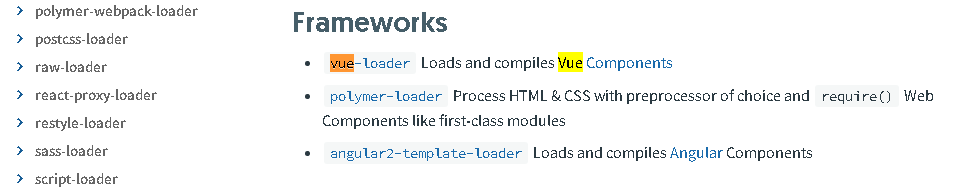 polymer-webpack-loader
postcss-loader
raw-loader
react-proxy-loader
restyle-loader
sass-loader
script-loader
Frameworks
vue-loader Loads and compiles Vue Components
polymer-loader Process HTML & CSS with preprocessor of choice and require() Web
Components like first-class modules
angular2-template-loader Loads and compiles Angular Components